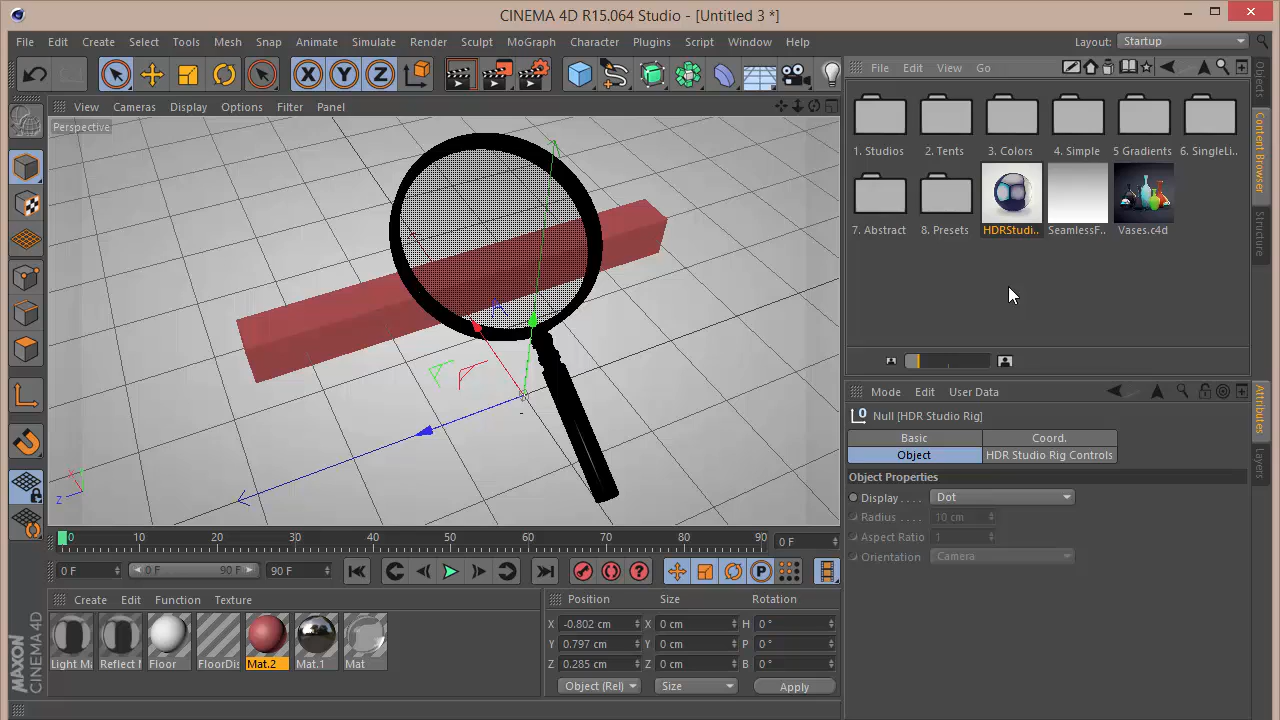 CINEMA 4D R15.064 Studio - [Untitled 3 *]
File Edit Create Select Tools Mesh Snap Animate Simulate Render Sculpt MoGraph Character Plugins Script Window Help
Layout: Startup
X Y Z
File Edit View Go
View Cameras Display Options Filter Panel
Perspective
1. Studios 2. Tents 3. Colors 4. Simple 5 Gradients 6. SingleLi..
7. Abstract 8. Presets HDRStudi.. SeamlessF.. Vases.c4d
Objects
Content Browser
Structure
Mode Edit User Data
Null [HDR Studio Rig]
Basic Coord.
Object HDR Studio Rig Controls
Object Properties
Display . . . . Dot
Radius . . . . 10 cm
Aspect Ratio 1
Orientation Camera
Attributes
Layers
X Y
Z
0 10 20 30 40 50 60 70 80 90 0 F
0 F 0 F 90 F 90 F
P
Create Edit Function Texture
Light M Reflect M Floor FloorDis Mat.2 Mat.1 Mat
Position Size Rotation
X -0.802 cm X 0 cm H 0 °
Y 0.797 cm Y 0 cm P 0 °
Z 0.285 cm Z 0 cm B 0 °
Object (Rel) Size Apply
MAXON
CINEMA 4D